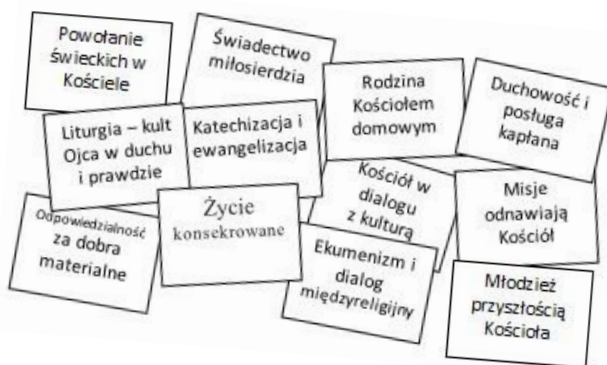 Powołanie
świeckich w
Kościele
Świadectwo
miłosierdzia
Rodzina
Kościołem
domowym
Duchowość i
posługa
kapłana
Liturgia – kult
Ojca w duchu
i prawdzie
Katechizacja i
ewangelizacja
Kościół w
dialogu
z kulturą
Misje
odnawiają
Kościół
Odpowiedzialność
za dobra
materialne
Życie
konsekrowane
Ekumenizm i
dialog
międzyreligijny
Młodzież
przyszłością
Kościoła